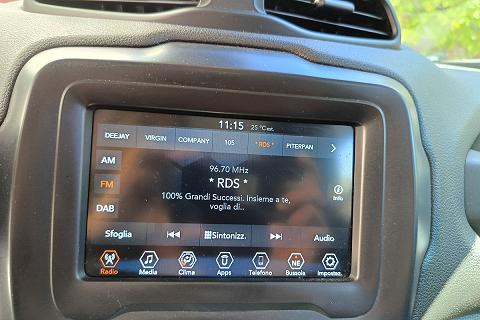 11:15 25 °C est.
DEEJAY VIRGIN COMPANY 105 * RDS * PITERPAN
AM
FM
DAB
96.70 MHz
* RDS *
100% Grandi Successi. Insieme a te,
voglia di..
Info
Sfoglia Sintonizz. Audio
Radio Media Clima Apps Telefono NE Bussola Impostaz.